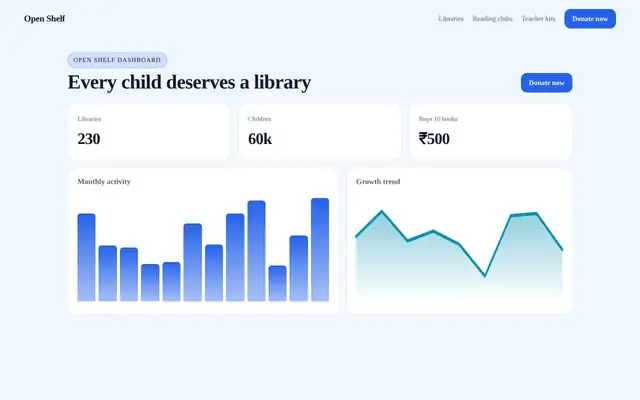 Open Shelf
Libraries
Reading clubs
Teacher kits
Donate now
OPEN SHELF DASHBOARD
Every child deserves a library
Donate now
Libraries
230
Children
60k
Buys 10 books
₹500
Monthly activity
Growth trend